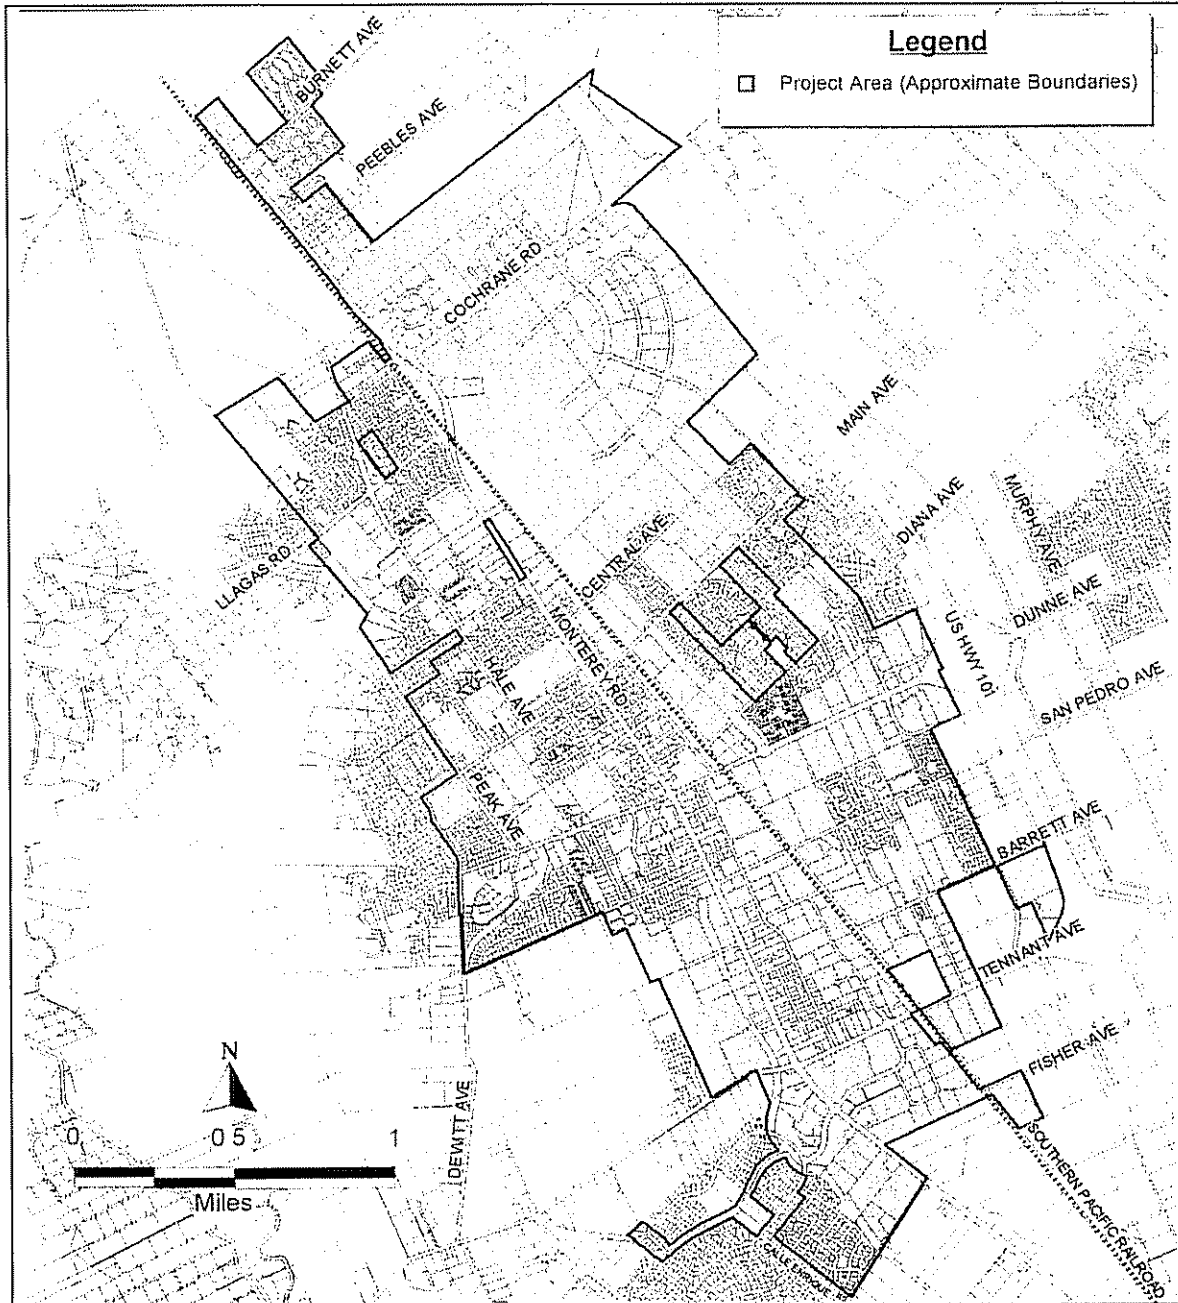 Legend
Project Area (Approximate Boundaries)
BURNETT AVE
PEEBLES AVE
COCHRANE RD
MAIN AVE
DIANA AVE
MURPHY AVE
DUNNE AVE
US HWY 101
SAN PEDRO AVE
LLAGAS RD
CENTRAL AVE
MONTEREY RD
HALE AVE
PEAK AVE
BARRETT AVE
TENNANT AVE
FISHER AVE
SOUTHERN PACIFIC RAILROAD
DEWITT AVE
CALLE ENRIQUE
N
0 0 5 1
Miles